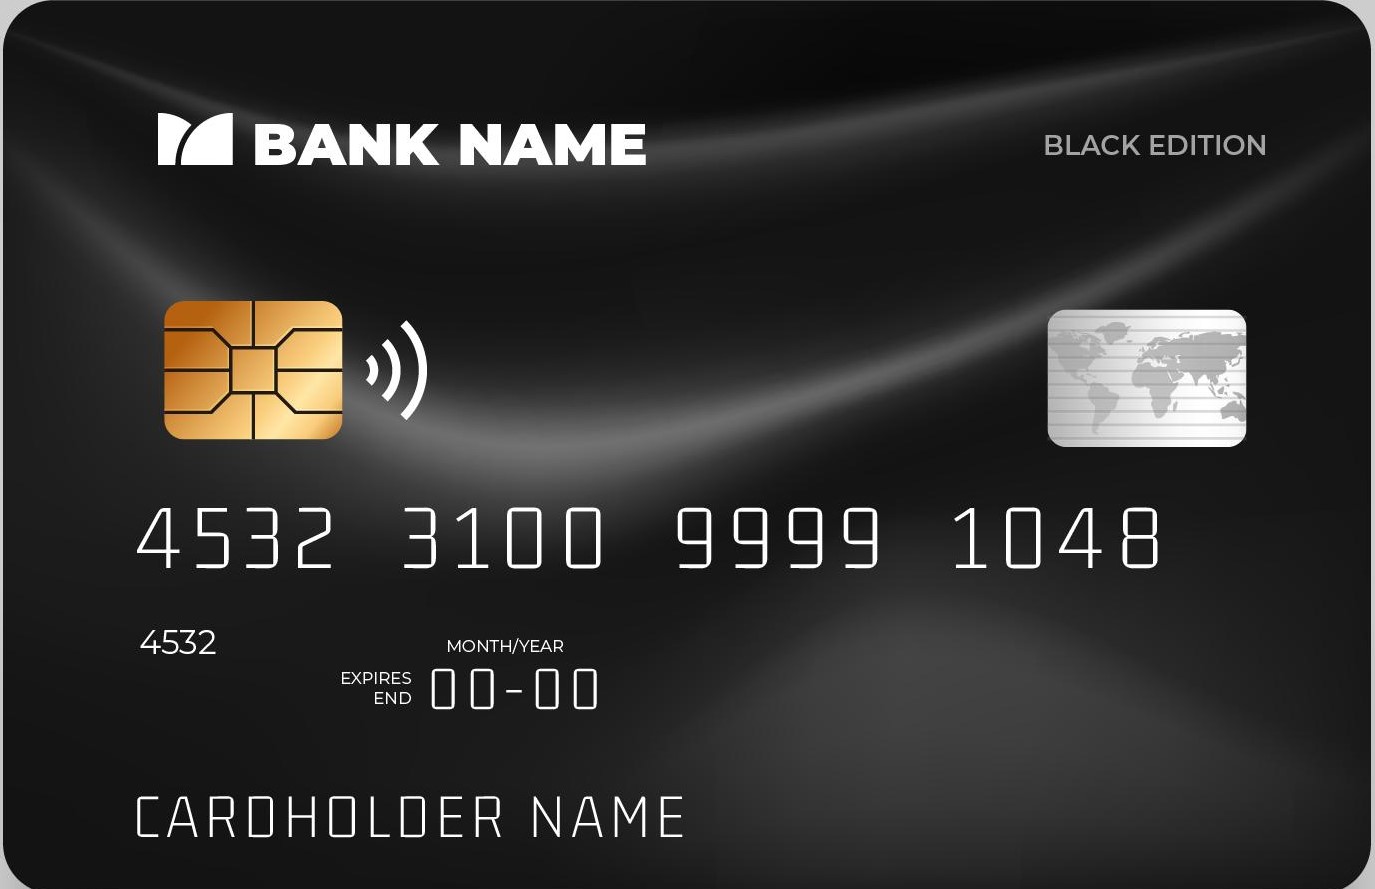 BANK NAME
BLACK EDITION
4532 3100 9999 1048
4532
MONTH/YEAR
EXPIRES
END
00-00
CARDHOLDER NAME